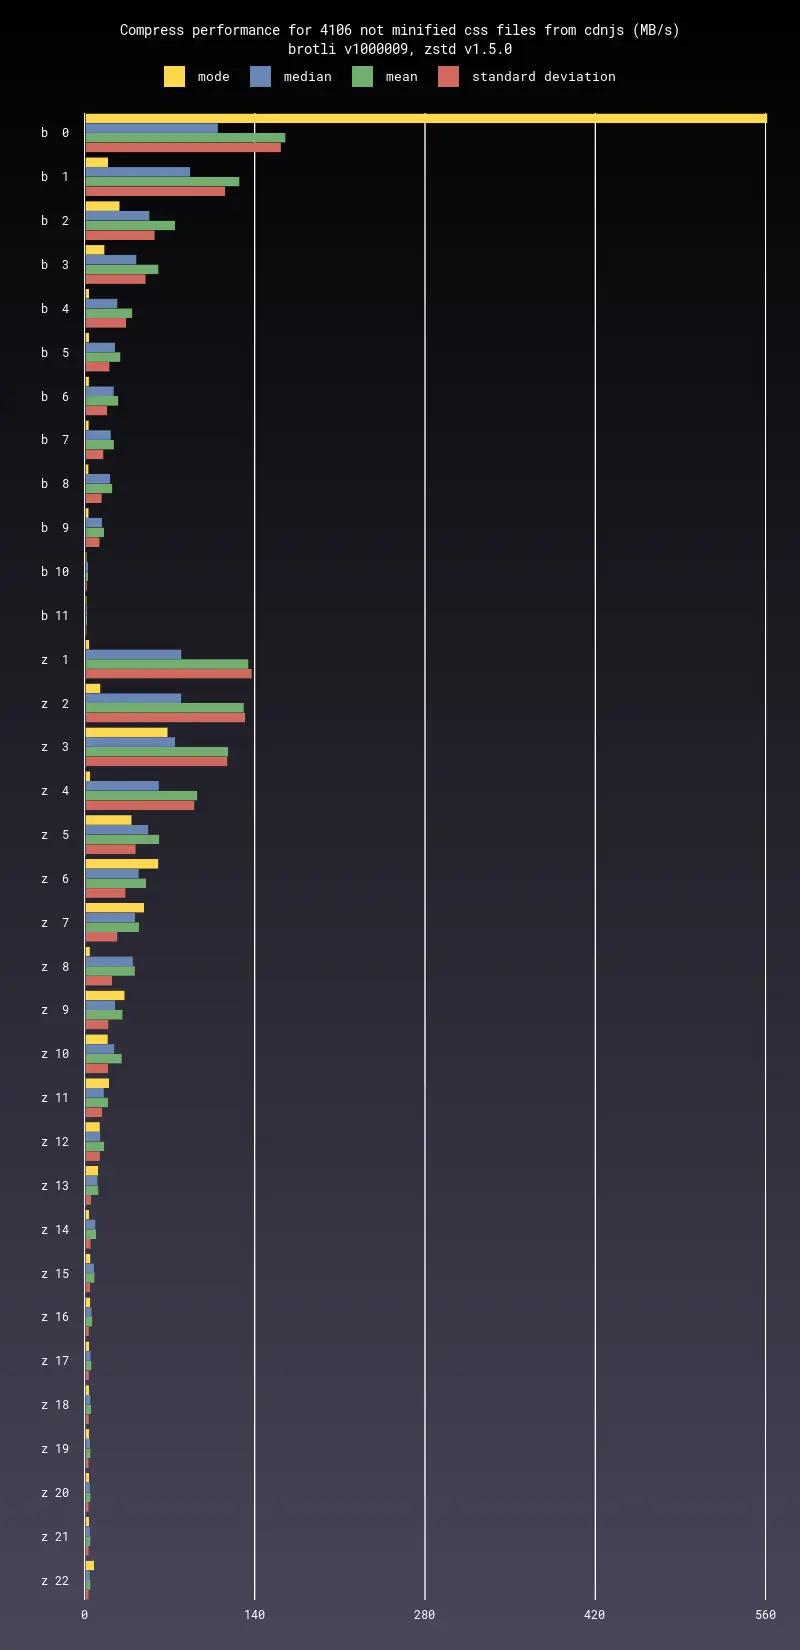 Compress performance for 4106 not minified css files from cdnjs (MB/s)
brotli v1000009, zstd v1.5.0
mode median mean standard deviation
b 0
b 1
b 2
b 3
b 4
b 5
b 6
b 7
b 8
b 9
b 10
b 11
z 1
z 2
z 3
z 4
z 5
z 6
z 7
z 8
z 9
z 10
z 11
z 12
z 13
z 14
z 15
z 16
z 17
z 18
z 19
z 20
z 21
z 22
0 140 280 420 560